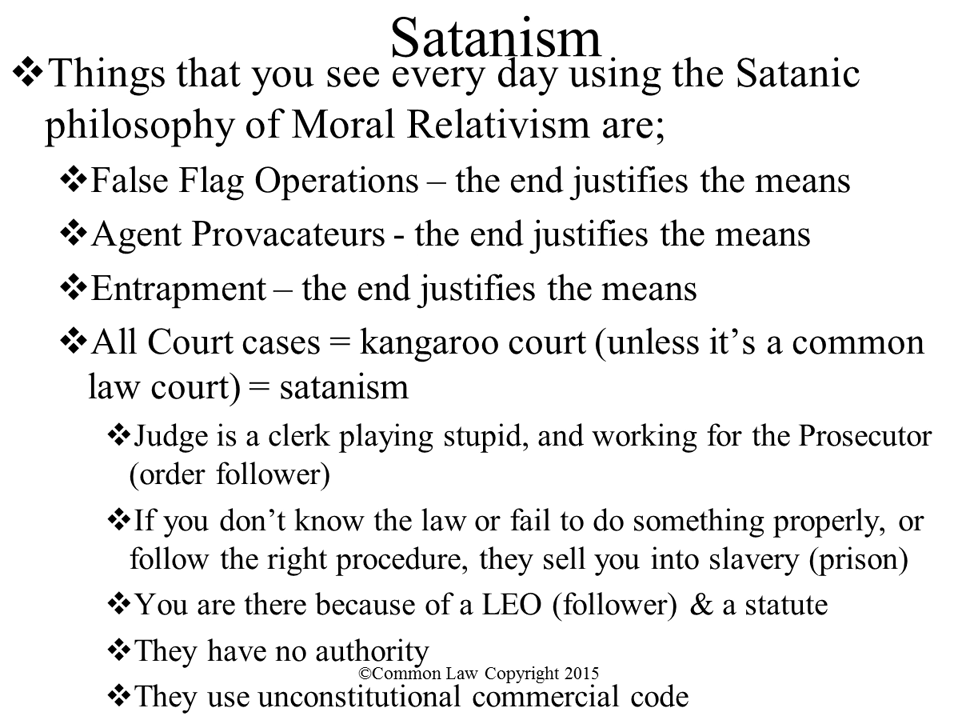 Satanism
❖Things that you see every day using the Satanic
philosophy of Moral Relativism are;
❖False Flag Operations – the end justifies the means
❖Agent Provacateurs - the end justifies the means
❖Entrapment – the end justifies the means
❖All Court cases = kangaroo court (unless it’s a common
law court) = satanism
❖Judge is a clerk playing stupid, and working for the Prosecutor
(order follower)
❖If you don’t know the law or fail to do something properly, or
follow the right procedure, they sell you into slavery (prison)
❖You are there because of a LEO (follower) & a statute
❖They have no authority
©Common Law Copyright 2015
❖They use unconstitutional commercial code